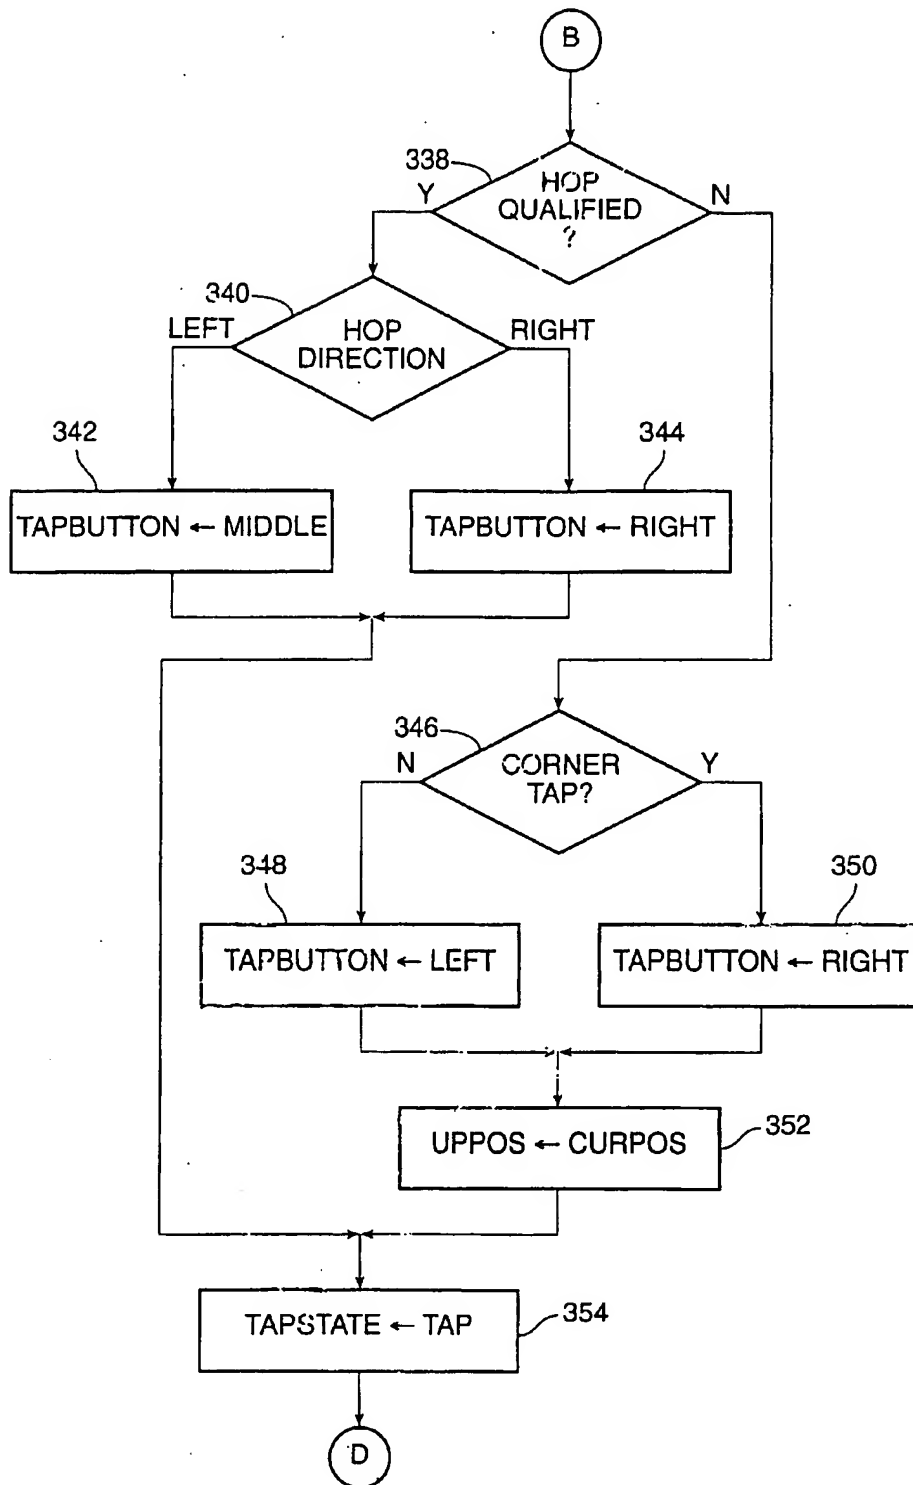 B
338
Y
HOP
QUALIFIED
?
N
340
LEFT
HOP
DIRECTION
RIGHT
342
344
TAPBUTTON ← MIDDLE
TAPBUTTON ← RIGHT
346
N
CORNER
TAP?
Y
348
350
TAPBUTTON ← LEFT
TAPBUTTON ← RIGHT
UPPOS ← CURPOS
352
TAPSTATE ← TAP
354
D